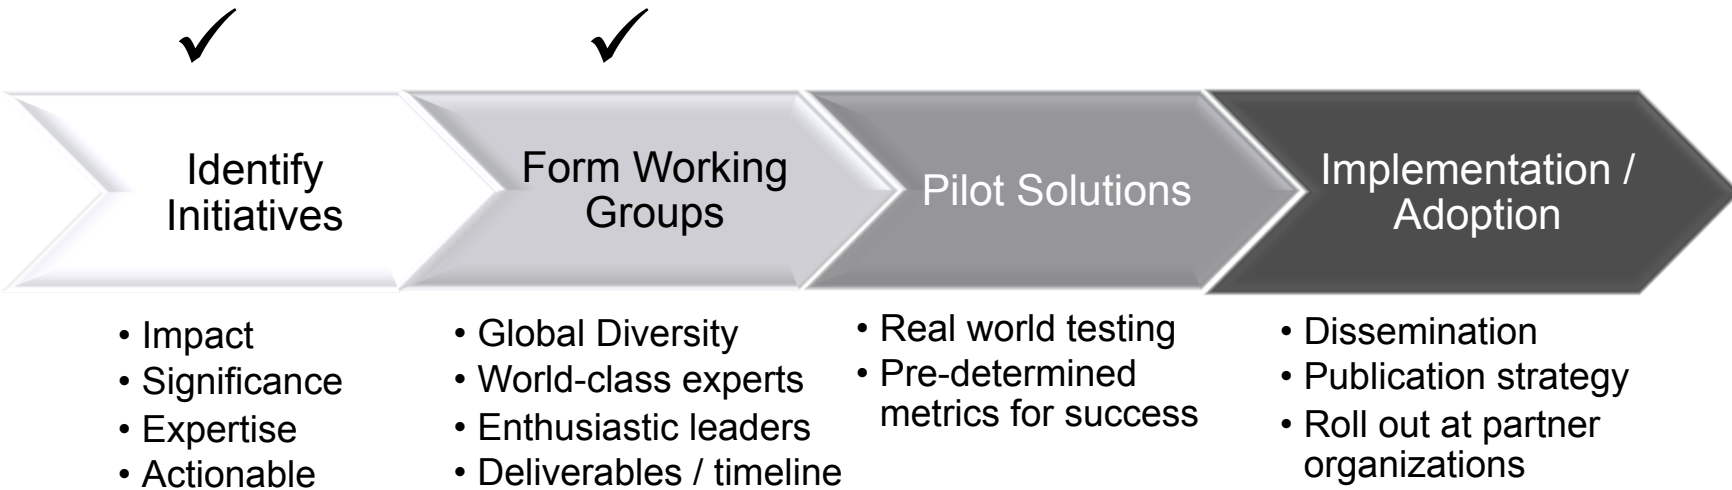 ✓
✓
Identify
Initiatives
Form Working
Groups
Pilot Solutions
Implementation /
Adoption
• Impact
• Significance
• Expertise
• Actionable
• Global Diversity
• World-class experts
• Enthusiastic leaders
• Deliverables / timeline
• Real world testing
• Pre-determined
metrics for success
• Dissemination
• Publication strategy
• Roll out at partner
organizations